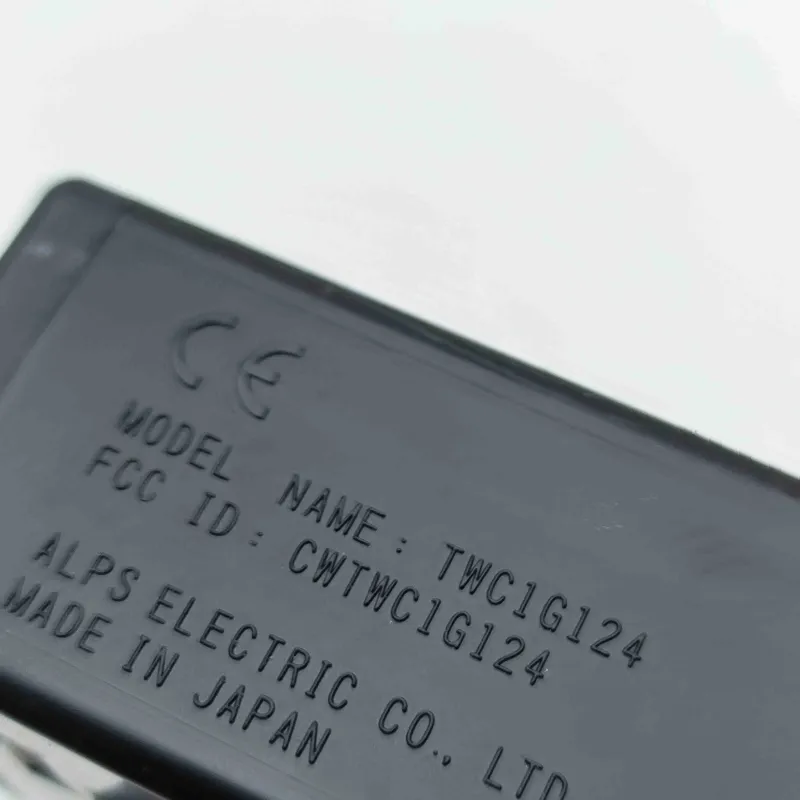 CE
MODEL NAME: TWC1G124
FCC ID: CWTWC1G124
ALPS ELECTRIC CO., LTD
MADE IN JAPAN